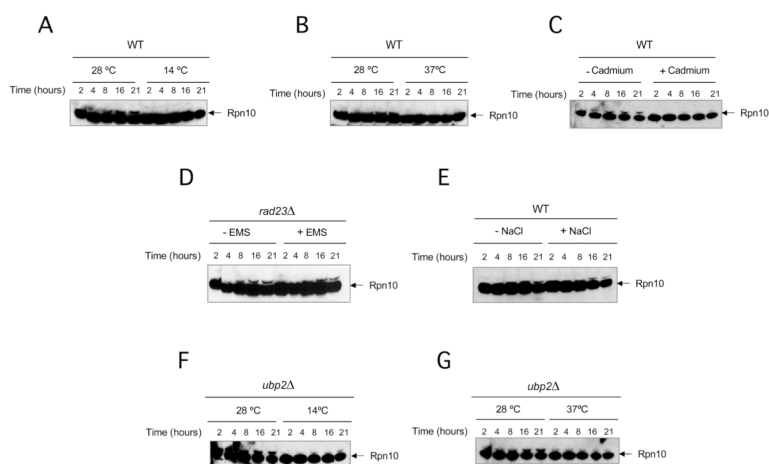 A
WT
28 ºC 14 ºC
Time (hours) 2 4 8 16 21 2 4 8 16 21
Rpn10
B
WT
28 ºC 37ºC
Time (hours) 2 4 8 16 21 2 4 8 16 21
Rpn10
C
WT
- Cadmium + Cadmium
Time (hours) 2 4 8 16 21 2 4 8 16 21
Rpn10
D
rad23Δ
- EMS + EMS
Time (hours) 2 4 8 16 21 2 4 8 16 21
Rpn10
E
WT
- NaCl + NaCl
Time (hours) 2 4 8 16 21 2 4 8 16 21
Rpn10
F
ubp2Δ
28 ºC 14ºC
Time (hours) 2 4 8 16 21 2 4 8 16 21
Rpn10
G
ubp2Δ
28 ºC 37ºC
Time (hours) 2 4 8 16 21 2 4 8 16 21
Rpn10